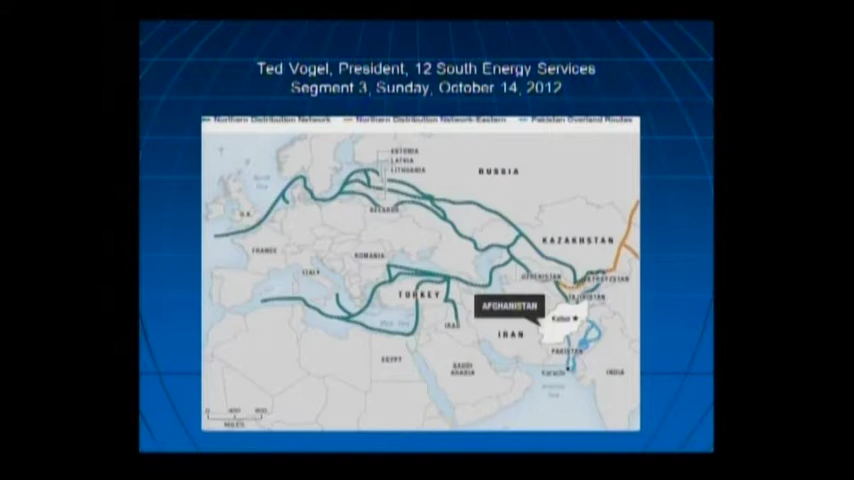 Ted Vogel, President, 12 South Energy Services
Segment 3, Sunday, October 14, 2012
Northern Distribution Network Northern Distribution Network-Eastern Pakistan Overland Routes
ESTONIA
LATVIA
LITHUANIA
RUSSIA
U.K.
BELARUS
KAZAKHSTAN
FRANCE
ROMANIA
ITALY
UZBEKISTAN
KYRGYZSTAN
TAJIKISTAN
TURKEY
AFGHANISTAN
Kabul
IRAQ
IRAN
PAKISTAN
EGYPT
SAUDI
ARABIA
Karachi
INDIA
MILES